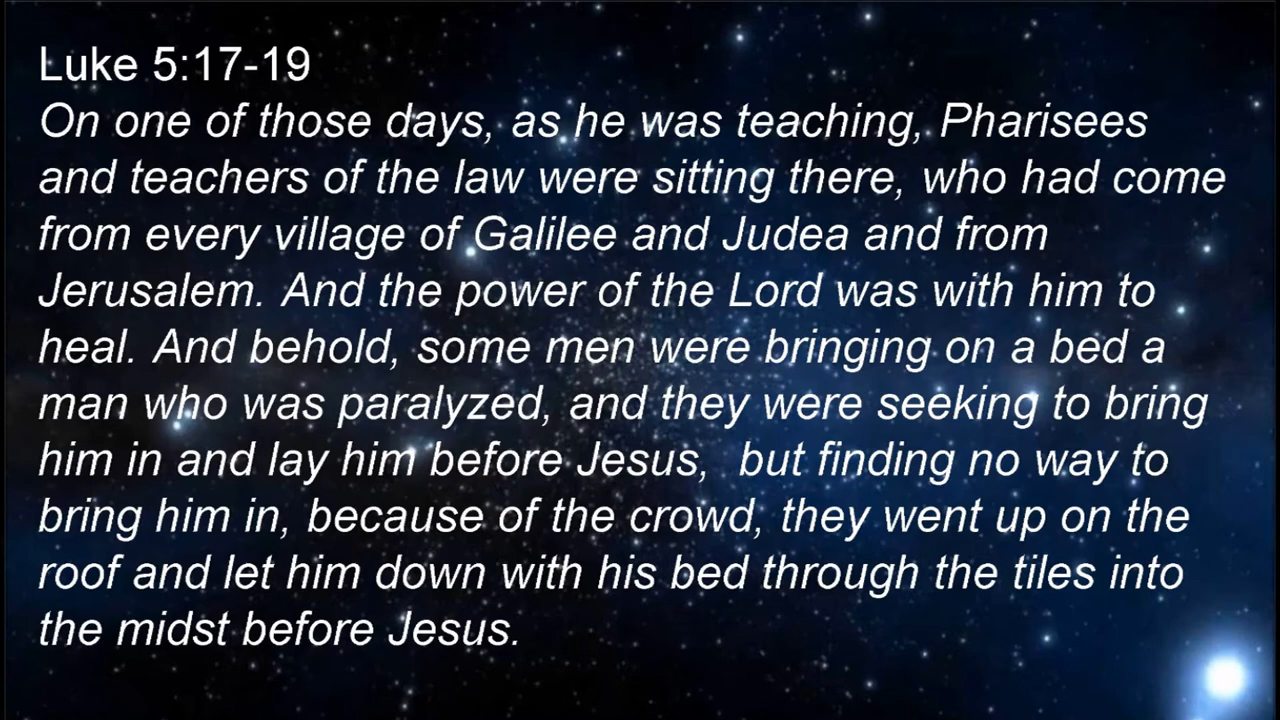 Luke 5:17-19
On one of those days, as he was teaching, Pharisees
and teachers of the law were sitting there, who had come
from every village of Galilee and Judea and from
Jerusalem. And the power of the Lord was with him to
heal. And behold, some men were bringing on a bed a
man who was paralyzed, and they were seeking to bring
him in and lay him before Jesus, but finding no way to
bring him in, because of the crowd, they went up on the
roof and let him down with his bed through the tiles into
the midst before Jesus.